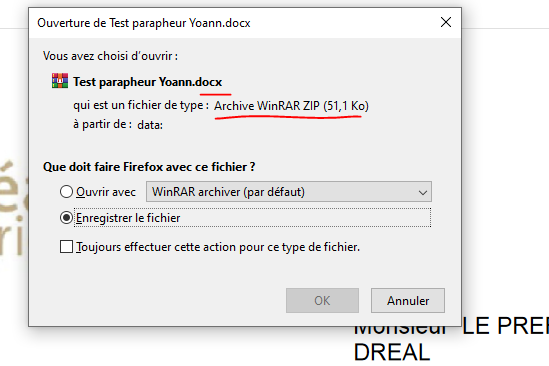 Ouverture de Test parapheur Yoann.docx
Vous avez choisi d'ouvrir :
Test parapheur Yoann.docx
qui est un fichier de type : Archive WinRAR ZIP (51,1 Ko)
à partir de : data:
Que doit faire Firefox avec ce fichier ?
Ouvrir avec WinRAR archiver (par défaut)
Enregistrer le fichier
Toujours effectuer cette action pour ce type de fichier.
OK Annuler
Monsieur LE PREF
DREAL